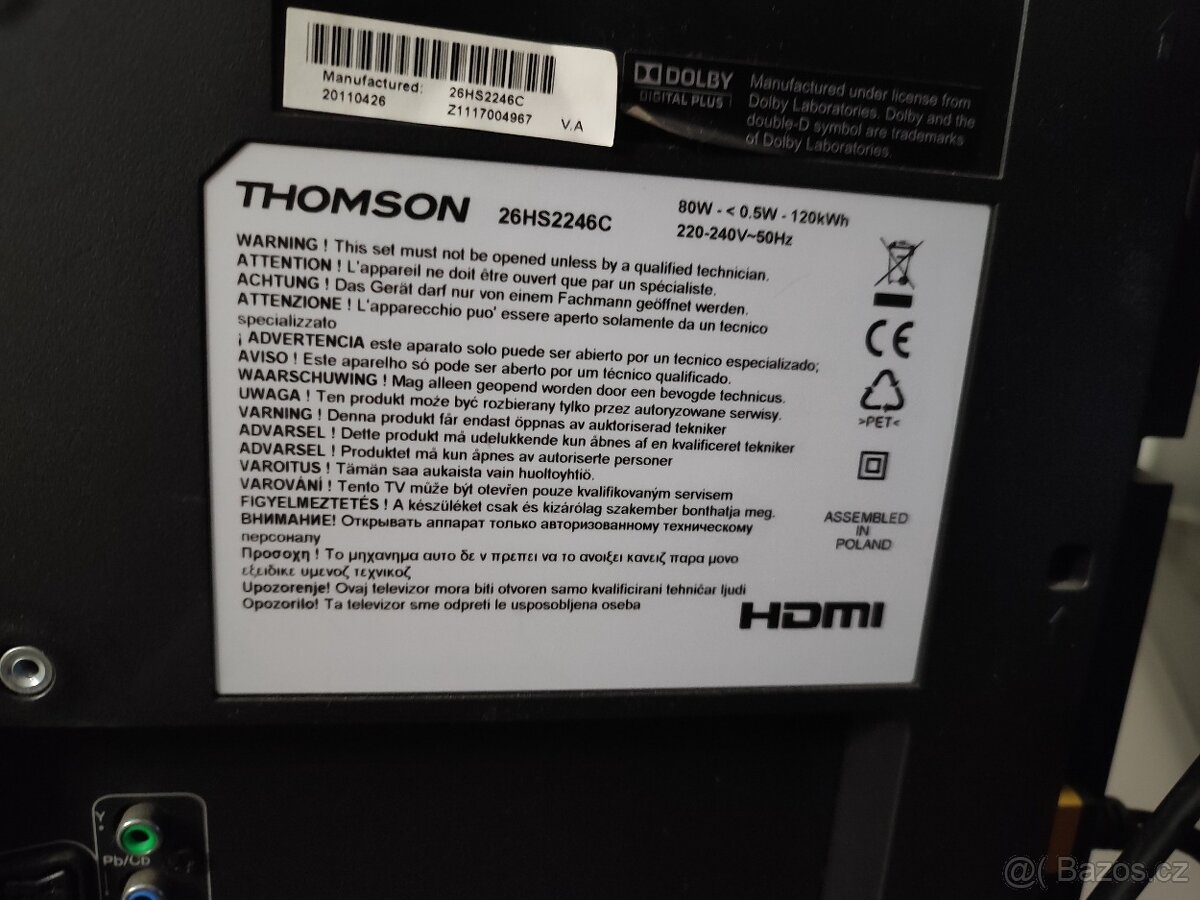 Manufactured: 26HS2246C
20110426 Z1117004967 V.A
DOLBY
DIGITAL PLUS
Manufactured under license from
Dolby Laboratories. Dolby and the
double-D symbol are trademarks
of Dolby Laboratories.
THOMSON 26HS2246C
80W - < 0.5W - 120kWh
220-240V~50Hz
WARNING ! This set must not be opened unless by a qualified technician.
ATTENTION ! L'appareil ne doit être ouvert que par un spécialiste.
ACHTUNG ! Das Gerät darf nur von einem Fachmann geöffnet werden.
ATTENZIONE ! L'apparecchio puo' essere aperto solamente da un tecnico
specializzato
¡ ADVERTENCIA este aparato solo puede ser abierto por un tecnico especializado;
AVISO ! Este aparelho só pode ser aberto por um técnico qualificado.
WAARSCHUWING ! Mag alleen geopend worden door een bevogde technicus.
UWAGA ! Ten produkt może być rozbierany tylko przez autoryzowane serwisy.
VARNING ! Denna produkt får endast öppnas av auktoriserad tekniker
ADVARSEL ! Dette produkt må udelukkende kun åbnes af en kvalificeret tekniker
ADVARSEL ! Produktet må kun åpnes av autoriserte personer
VAROITUS ! Tämän saa aukaista vain huoltoyhtiö.
VAROVÁNÍ ! Tento TV může být otevřen pouze kvalifikovaným servisem
FIGYELMEZTETÉS ! A készüléket csak és kizárólag szakember bonthatja meg.
ВНИМАНИЕ! Открывать аппарат только авторизованному техническому
персоналу
Προσοχη ! Το μηχανημα αυτο δε ν πρεπει να το ανοιξει κανειζ παρα μονο
εξειδικε υμενοζ τεχνικοζ
Upozorenje! Ovaj televizor mora biti otvoren samo kvalificirani tehničar ljudi
Opozorilo! Ta televizor sme odpreti le usposobljena oseba
CE
>PET<
ASSEMBLED
IN
POLAND
HDMI
Y
Pb/Cb
@( Bazos.cz